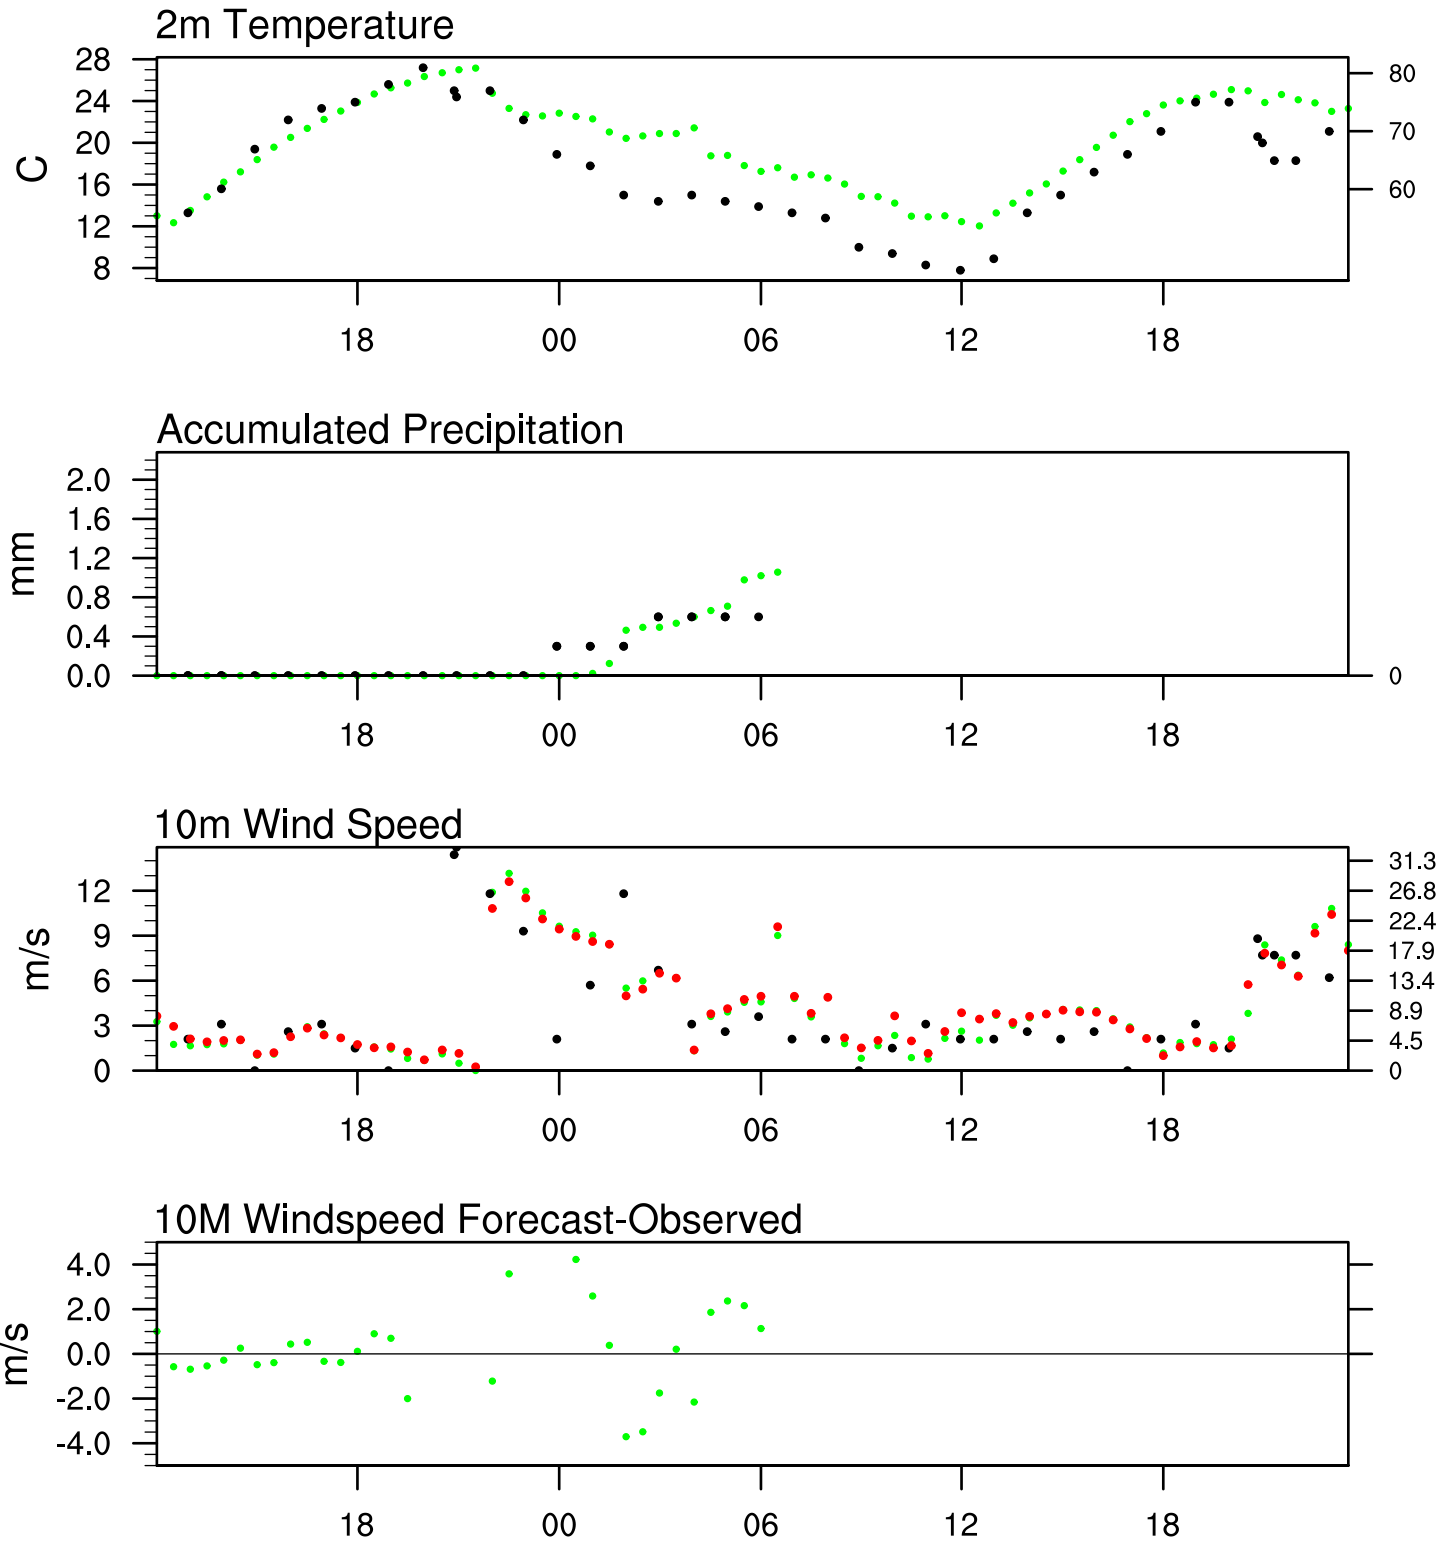 2m Temperature
28
24
20
16
12
8
C
80
70
60
18 00 06 12 18
Accumulated Precipitation
2.0
1.6
1.2
0.8
0.4
0.0
mm
0
18 00 06 12 18
10m Wind Speed
12
9
6
3
0
m/s
31.3
26.8
22.4
17.9
13.4
8.9
4.5
0
18 00 06 12 18
10M Windspeed Forecast-Observed
4.0
2.0
0.0
-2.0
-4.0
m/s
18 00 06 12 18